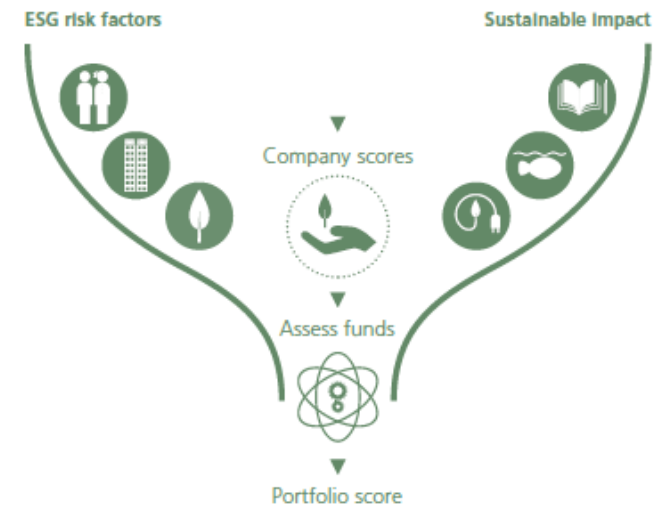 ESG risk factors
Sustainable impact
Company scores
Assess funds
Portfolio score